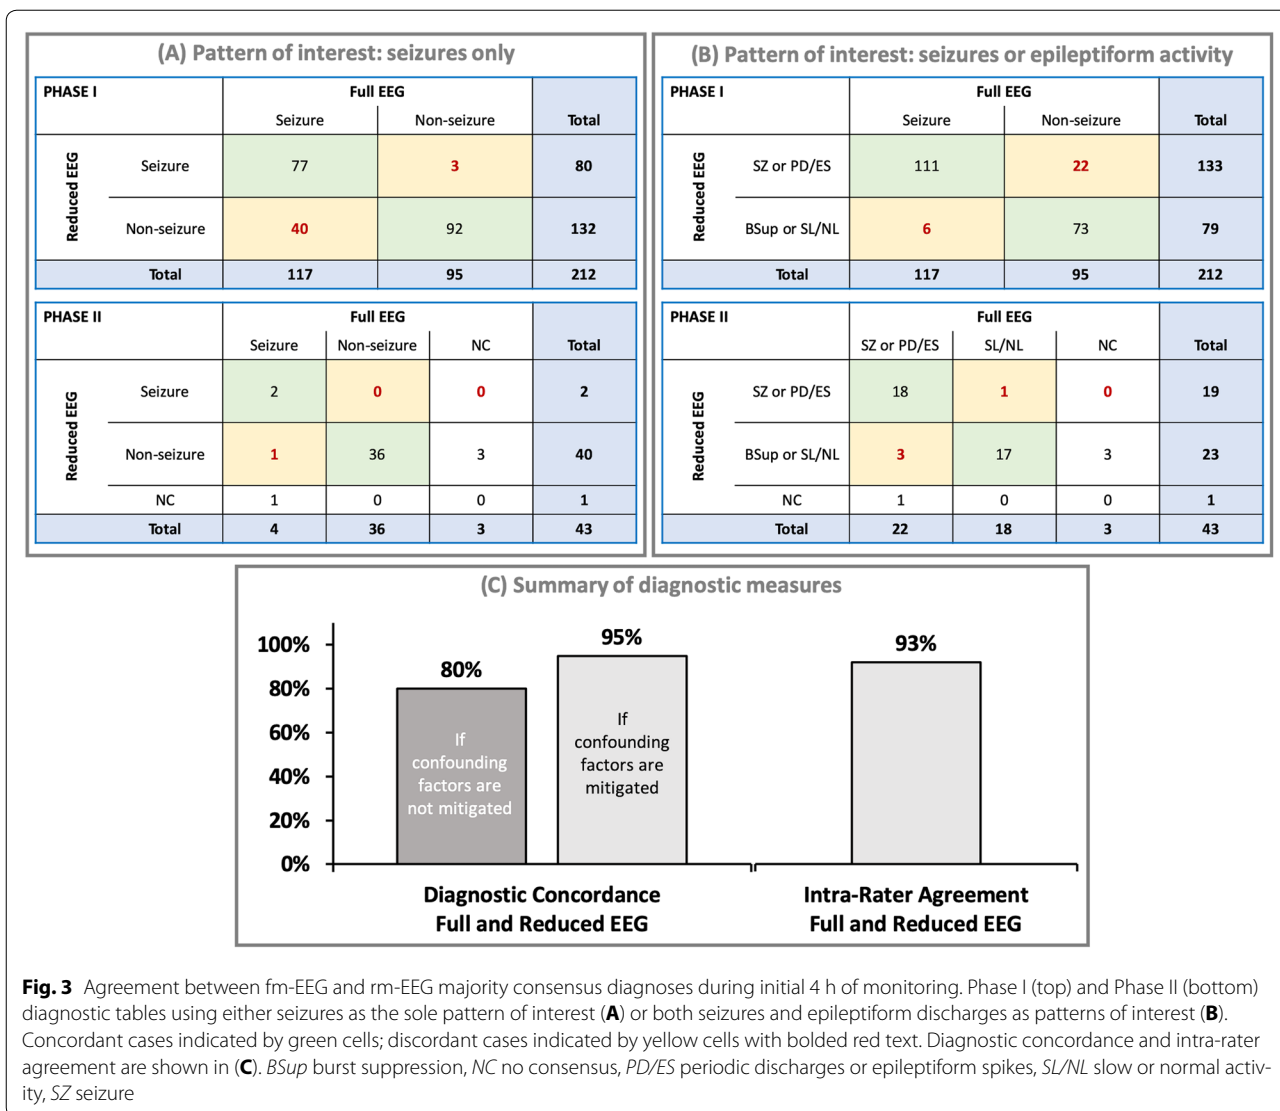 (A) Pattern of interest: seizures only
PHASE I Full EEG
Seizure Non-seizure Total
Reduced EEG
Seizure 77 3 80
Non-seizure 40 92 132
Total 117 95 212
PHASE II Full EEG
Seizure Non-seizure NC Total
Reduced EEG
Seizure 2 0 0 2
Non-seizure 1 36 3 40
NC 1 0 0 1
Total 4 36 3 43
(B) Pattern of interest: seizures or epileptiform activity
PHASE I Full EEG
Seizure Non-seizure Total
Reduced EEG
SZ or PD/ES 111 22 133
BSup or SL/NL 6 73 79
Total 117 95 212
PHASE II Full EEG
SZ or PD/ES SL/NL NC Total
Reduced EEG
SZ or PD/ES 18 1 0 19
BSup or SL/NL 3 17 3 23
NC 1 0 0 1
Total 22 18 3 43
(C) Summary of diagnostic measures
100%
80%
60%
40%
20%
0%
80%
If
confounding
factors are
not mitigated
95%
If
confounding
factors are
mitigated
93%
Diagnostic Concordance
Full and Reduced EEG
Intra-Rater Agreement
Full and Reduced EEG
Fig. 3 Agreement between fm-EEG and rm-EEG majority consensus diagnoses during initial 4 h of monitoring. Phase I (top) and Phase II (bottom)
diagnostic tables using either seizures as the sole pattern of interest (A) or both seizures and epileptiform discharges as patterns of interest (B).
Concordant cases indicated by green cells; discordant cases indicated by yellow cells with bolded red text. Diagnostic concordance and intra-rater
agreement are shown in (C). BSup burst suppression, NC no consensus, PD/ES periodic discharges or epileptiform spikes, SL/NL slow or normal activ-
ity, SZ seizure